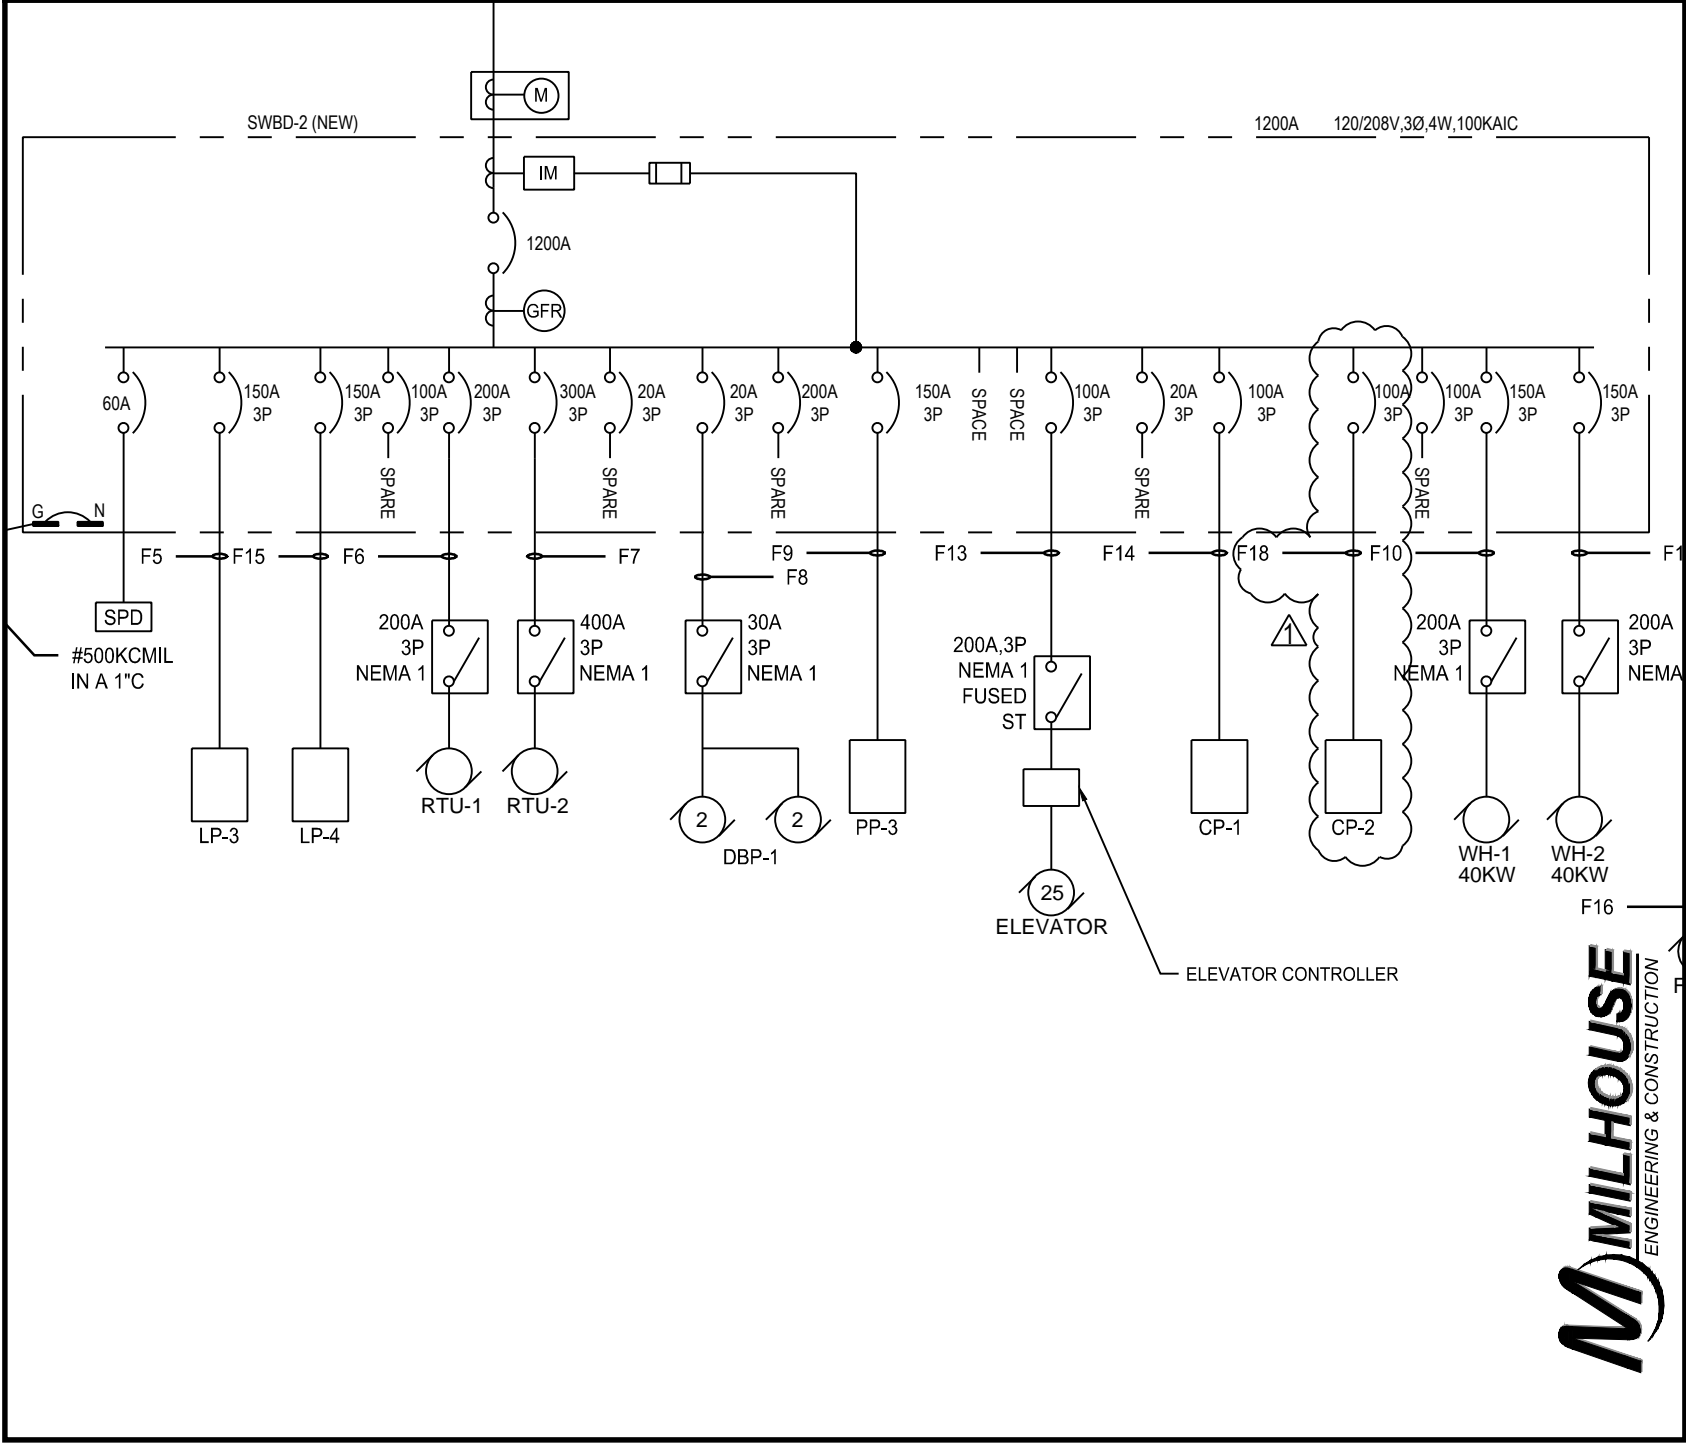 M
SWBD-2 (NEW)
1200A
120/208V,3Ø,4W,100KAIC
IM
1200A
GFR
60A
150A
3P
150A
3P
100A
3P
SPARE
200A
3P
300A
3P
20A
3P
SPARE
20A
3P
200A
3P
SPARE
150A
3P
SPACE
SPACE
100A
3P
20A
3P
SPARE
100A
3P
100A
3P
100A
3P
SPARE
150A
3P
150A
3P
G
N
F5
F15
F6
F7
F8
F9
F13
F14
F18
F10
F1
SPD
#500KCMIL
IN A 1"C
200A
3P
NEMA 1
400A
3P
NEMA 1
30A
3P
NEMA 1
200A,3P
NEMA 1
FUSED
ST
1
200A
3P
NEMA 1
200A
3P
NEMA
LP-3
LP-4
RTU-1
RTU-2
2
2
DBP-1
PP-3
25
ELEVATOR
ELEVATOR CONTROLLER
CP-1
CP-2
WH-1
40KW
WH-2
40KW
F16
F
MILHOUSE
ENGINEERING & CONSTRUCTION